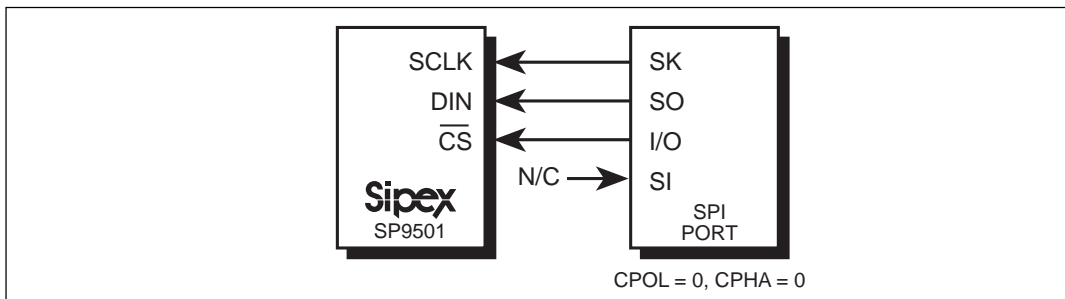 SCLK
DIN
CS
Sipex
SP9501
SK
SO
I/O
N/C
SI
SPI
PORT
CPOL = 0, CPHA = 0